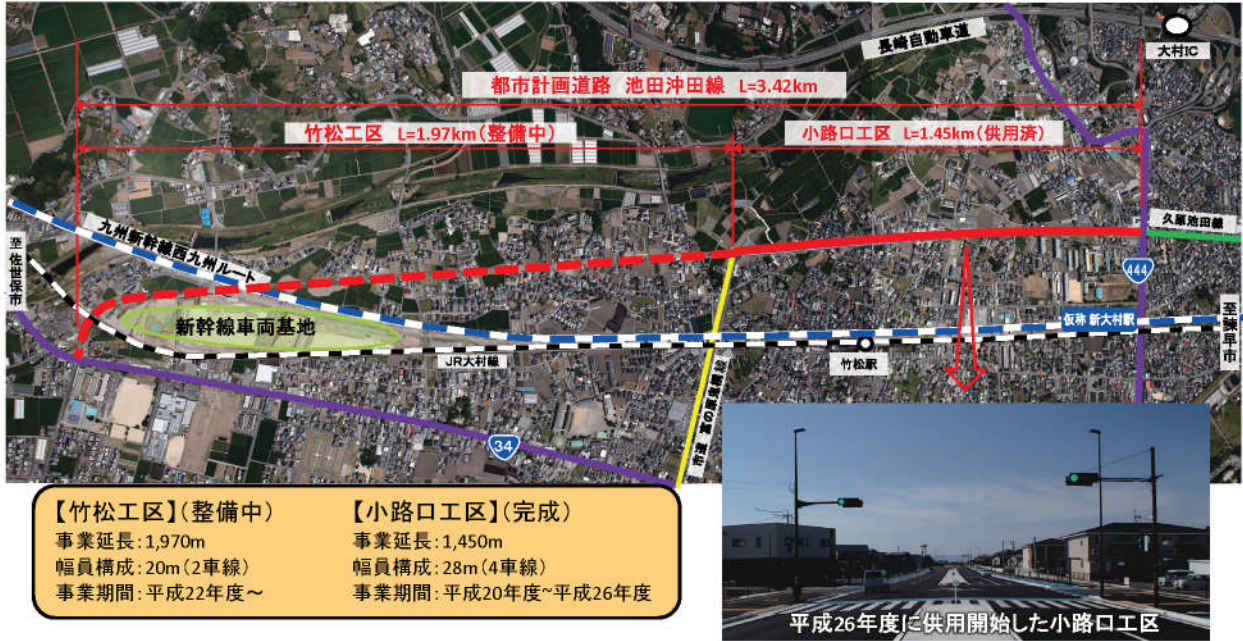 長崎自動車道
大村IC
都市計画道路 池田沖田線 L=3.42km
竹松工区 L=1.97km(整備中)
小路口工区 L=1.45km(供用済)
久原池田線
至佐世保市
九州新幹線西九州ルート
444
新幹線車両基地
仮称 新大村駅
至諫早市
JR大村線
竹松駅
34
市道
【竹松工区】(整備中)
事業延長:1,970m
幅員構成:20m(2車線)
事業期間:平成22年度~
【小路口工区】(完成)
事業延長:1,450m
幅員構成:28m(4車線)
事業期間:平成20年度~平成26年度
平成26年度に供用開始した小路口工区